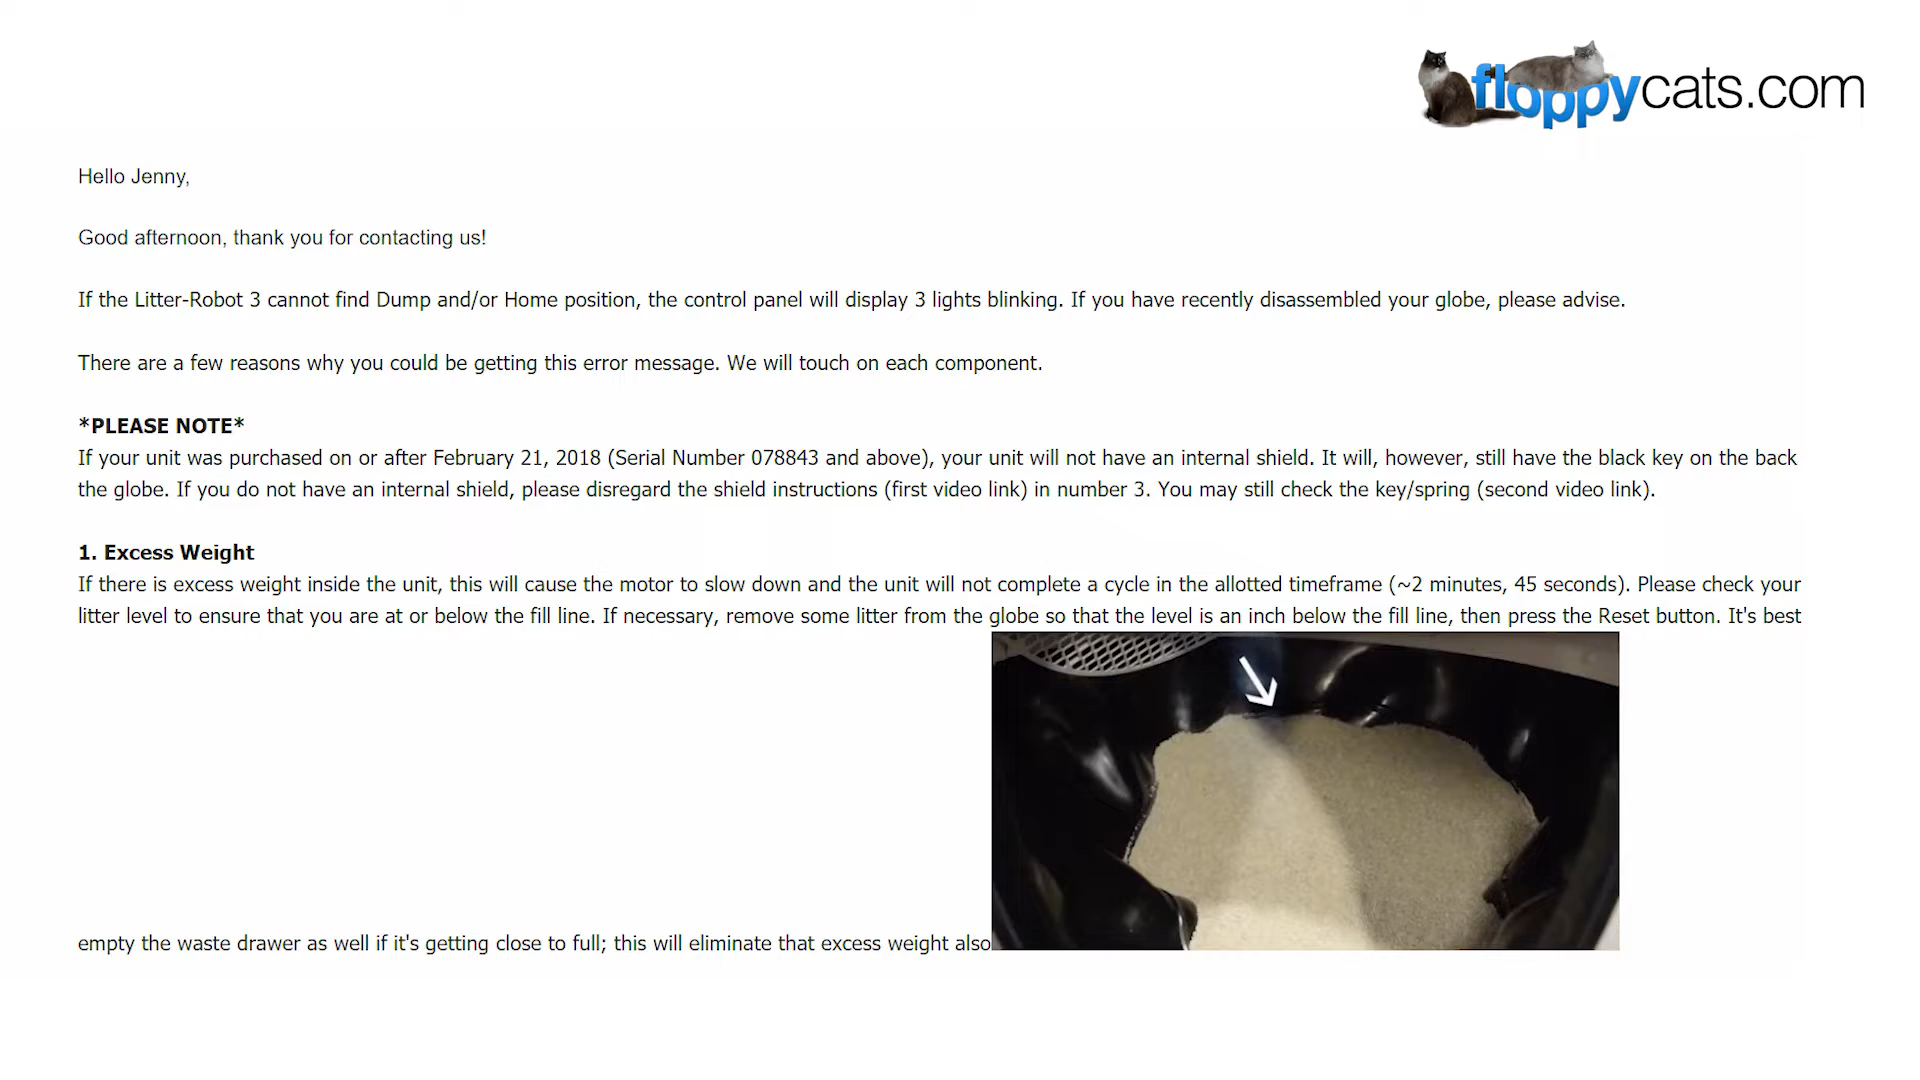 floppycats.com
Hello Jenny,
Good afternoon, thank you for contacting us!
If the Litter-Robot 3 cannot find Dump and/or Home position, the control panel will display 3 lights blinking. If you have recently disassembled your globe, please advise.
There are a few reasons why you could be getting this error message. We will touch on each component.
*PLEASE NOTE*
If your unit was purchased on or after February 21, 2018 (Serial Number 078843 and above), your unit will not have an internal shield. It will, however, still have the black key on the back
the globe. If you do not have an internal shield, please disregard the shield instructions (first video link) in number 3. You may still check the key/spring (second video link).
1. Excess Weight
If there is excess weight inside the unit, this will cause the motor to slow down and the unit will not complete a cycle in the allotted timeframe (~2 minutes, 45 seconds). Please check your
litter level to ensure that you are at or below the fill line. If necessary, remove some litter from the globe so that the level is an inch below the fill line, then press the Reset button. It's best
empty the waste drawer as well if it's getting close to full; this will eliminate that excess weight also